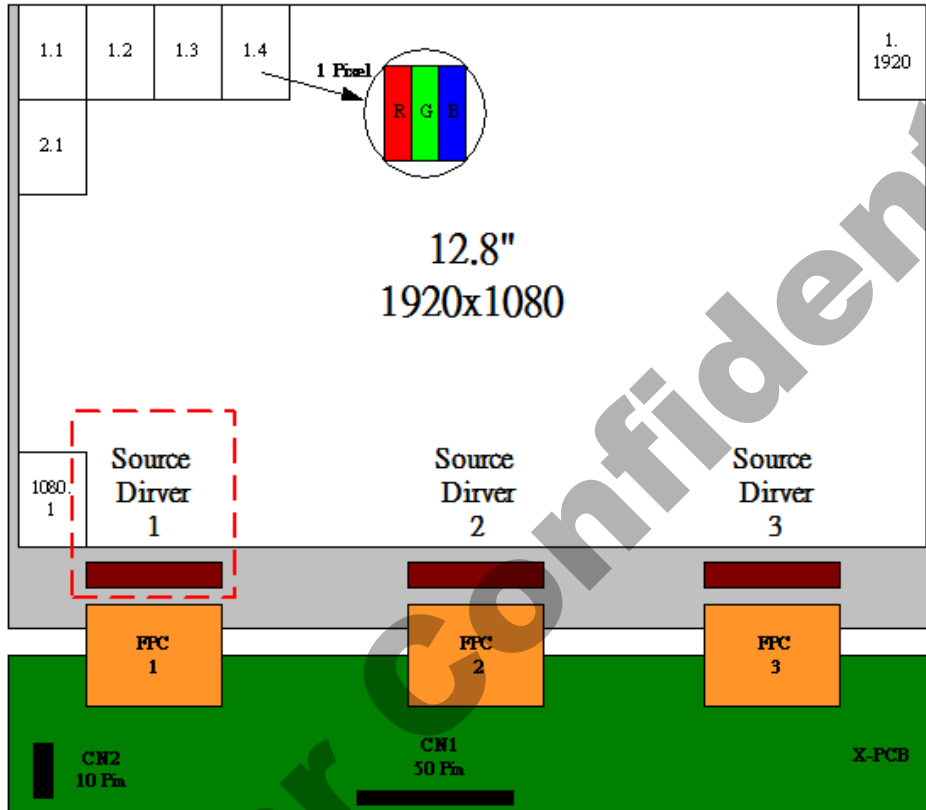 1.1
1.2
1.3
1.4
1.
1920
1 Pixel
R
G
B
2.1
12.8"
1920x1080
1080.
1
Source
Dirver
1
Source
Dirver
2
Source
Dirver
3
FPC
1
FPC
2
FPC
3
CN2
10 Pin
CN1
50 Pin
X-PCB
r Confident